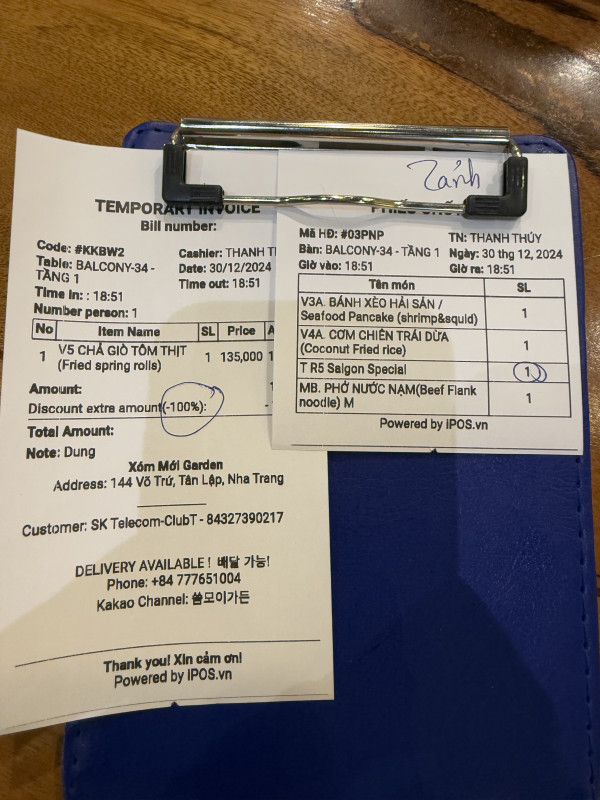 TEMPORARY INVOICE
Bill number:
Code: #KKBW2
Cashier: THANH T
Table: BALCONY-34 -
TẦNG 1
Date: 30/12/2024
Time in: : 18:51
Time out: 18:51
Number person: 1
No Item Name SL Price
1 V5 CHẢ GIÒ TÔM THỊT 1 135,000
(Fried spring rolls)
Amount:
Discount extra amount(-100%):
Total Amount:
Note: Dung
Xóm Mới Garden
Address: 144 Võ Trứ, Tân Lập, Nha Trang
Customer: SK Telecom-ClubT - 84327390217
DELIVERY AVAILABLE ! 배달 가능!
Phone: +84 777651004
Kakao Channel: 쏨모이가든
Thank you! Xin cảm ơn!
Powered by iPOS.vn
Mã HĐ: #03PNP
TN: THANH THÚY
Bàn: BALCONY-34 - TẦNG 1
Ngày: 30 thg 12, 2024
Giờ vào: 18:51
Giờ ra: 18:51
Tên món SL
V3A. BÁNH XÈO HẢI SẢN / 1
Seafood Pancake (shrimp&squid)
V4A. CƠM CHIÊN TRÁI DỪA 1
(Coconut Fried rice)
T R5 Saigon Special 1
MB. PHỞ NƯỚC NẠM(Beef Flank 1
noodle) M
Powered by iPOS.vn